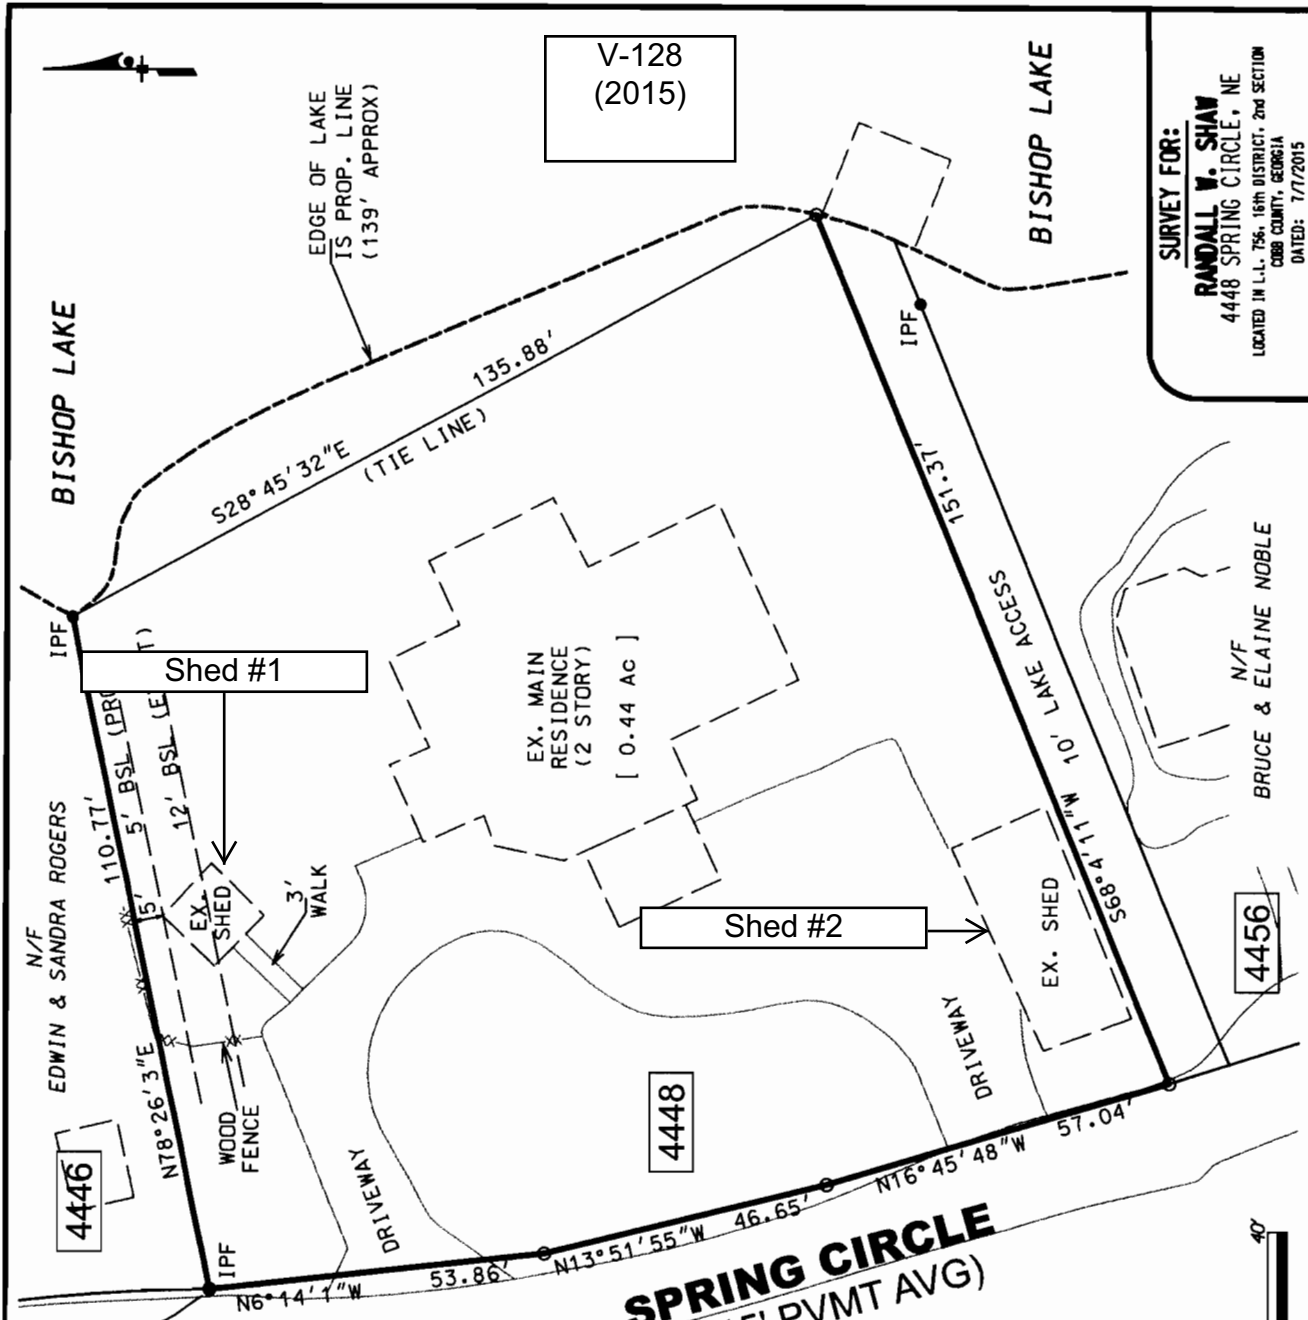 V-128
(2015)
EDGE OF LAKE
IS PROP. LINE
(139' APPROX)
BISHOP LAKE
BISHOP LAKE
SURVEY FOR:
RANDALL W. SHAW
4448 SPRING CIRCLE, NE
LOCATED IN L.L. 756, 16th DISTRICT, 2nd SECTION
COBB COUNTY, GEORGIA
DATED: 7/7/2015
135.88'
S28°45'32"E
(TIE LINE)
IPF
IPF
Shed #1
5' BSL (PRO
T)
12' BSL (E
110.77'
N78°26'3"E
N/F
EDWIN & SANDRA ROGERS
15'
EX.
SHED
3'
WALK
EX. MAIN
RESIDENCE
(2 STORY)
[ 0.44 Ac ]
151.37'
S68°4'11"W
10' LAKE ACCESS
N/F
BRUCE & ELAINE NOBLE
Shed #2
EX. SHED
4456
WOOD
FENCE
4446
DRIVEWAY
4448
DRIVEWAY
IPF
N6°14'1"W
53.86'
N13°51'55"W
46.65'
N16°45'48"W
57.04'
SPRING CIRCLE
5' PVMT AVG)
40'